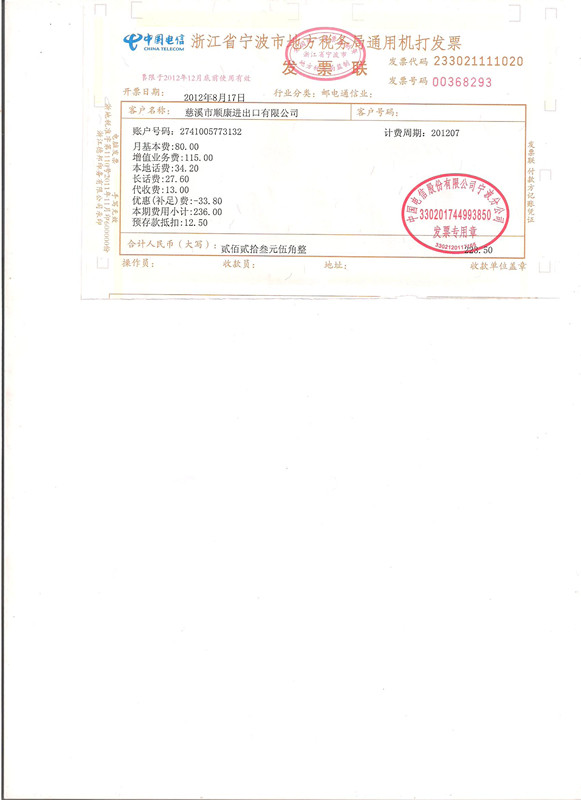 中国电信
CHINA TELECOM
浙江省宁波市地方税务局通用机打发票
发票联
发票代码 233021111020
发票号码 00368293
售限于2012年12月底前使用有效
开票日期： 2012年8月17日 行业分类：邮电通信业
客户名称： 慈溪市顺康进出口有限公司 客户号码：
账户号码：2741005773132 计费周期：201207
月基本费:80.00
增值业务费:115.00
本地话费:34.20
长话费:27.60
代收费:13.00
优惠(补足)费:-33.80
本期费用小计:236.00
预存款抵扣:12.50
中国电信股份有限公司宁波分公司
330201744993850
发票专用章
合计人民币（大写）：贰佰贰拾叁元伍角整
操作员： 收款员： 地址： 收款单位盖章
发票联 付款方记账凭证
电脑发票 手写无效